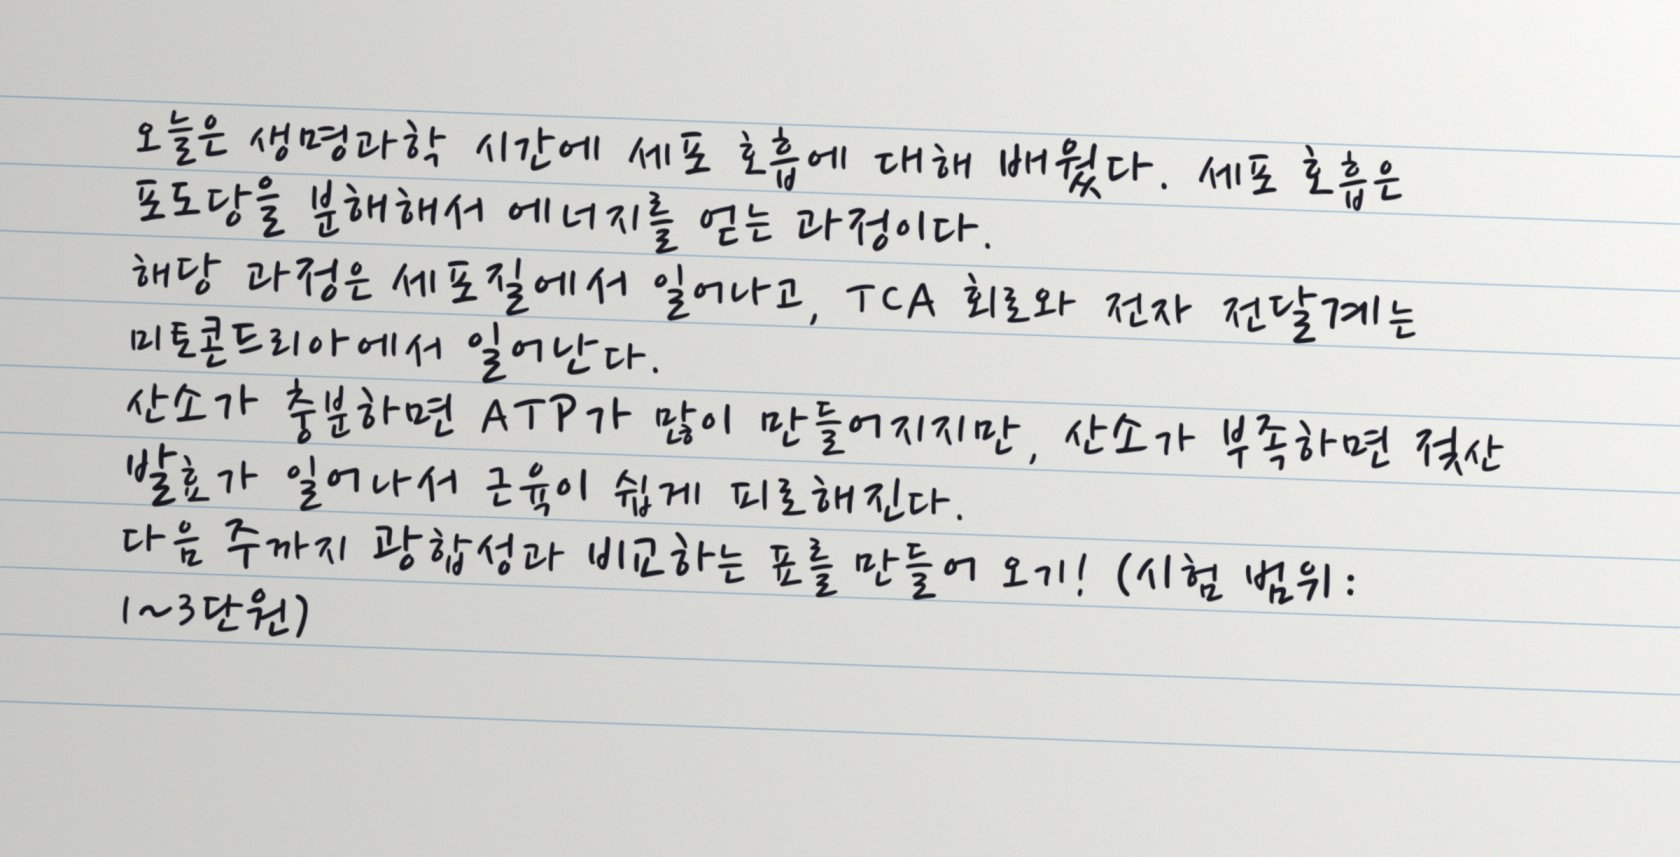 오늘은 생명과학 시간에 세포 호흡에 대해 배웠다. 세포 호흡은
포도당을 분해해서 에너지를 얻는 과정이다.
해당 과정은 세포질에서 일어나고, TCA 회로와 전자 전달계는
미토콘드리아에서 일어난다.
산소가 충분하면 ATP가 많이 만들어지지만, 산소가 부족하면 젖산
발효가 일어나서 근육이 쉽게 피로해진다.
다음 주까지 광합성과 비교하는 표를 만들어 오기! (시험 범위:
1~3단원)